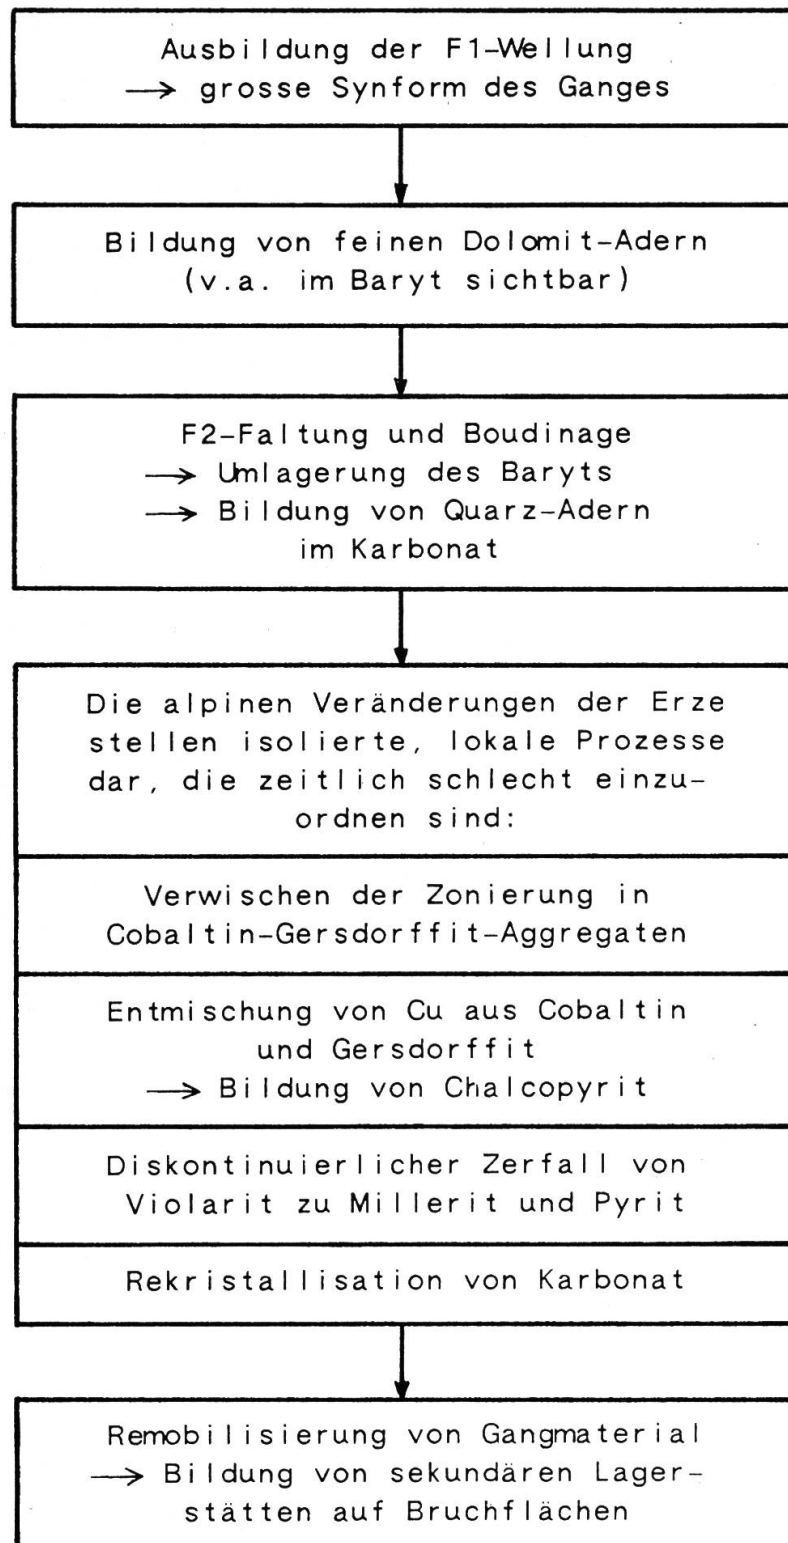 Ausbildung der F1-Wellung
→ grosse Synform des Ganges
Bildung von feinen Dolomit-Adern
(v.a. im Baryt sichtbar)
F2-Faltung und Boudinage
→ Umlagerung des Baryts
→ Bildung von Quarz-Adern
im Karbonat
Die alpinen Veränderungen der Erze
stellen isolierte, lokale Prozesse
dar, die zeitlich schlecht einzu-
ordnen sind:
Verwischen der Zonierung in
Cobaltin-Gersdorffit-Aggregaten
Entmischung von Cu aus Cobaltin
und Gersdorffit
→ Bildung von Chalcopyrit
Diskontinuierlicher Zerfall von
Violarit zu Millerit und Pyrit
Rekristallisation von Karbonat
Remobilisierung von Gangmaterial
→ Bildung von sekundären Lager-
stätten auf Bruchflächen